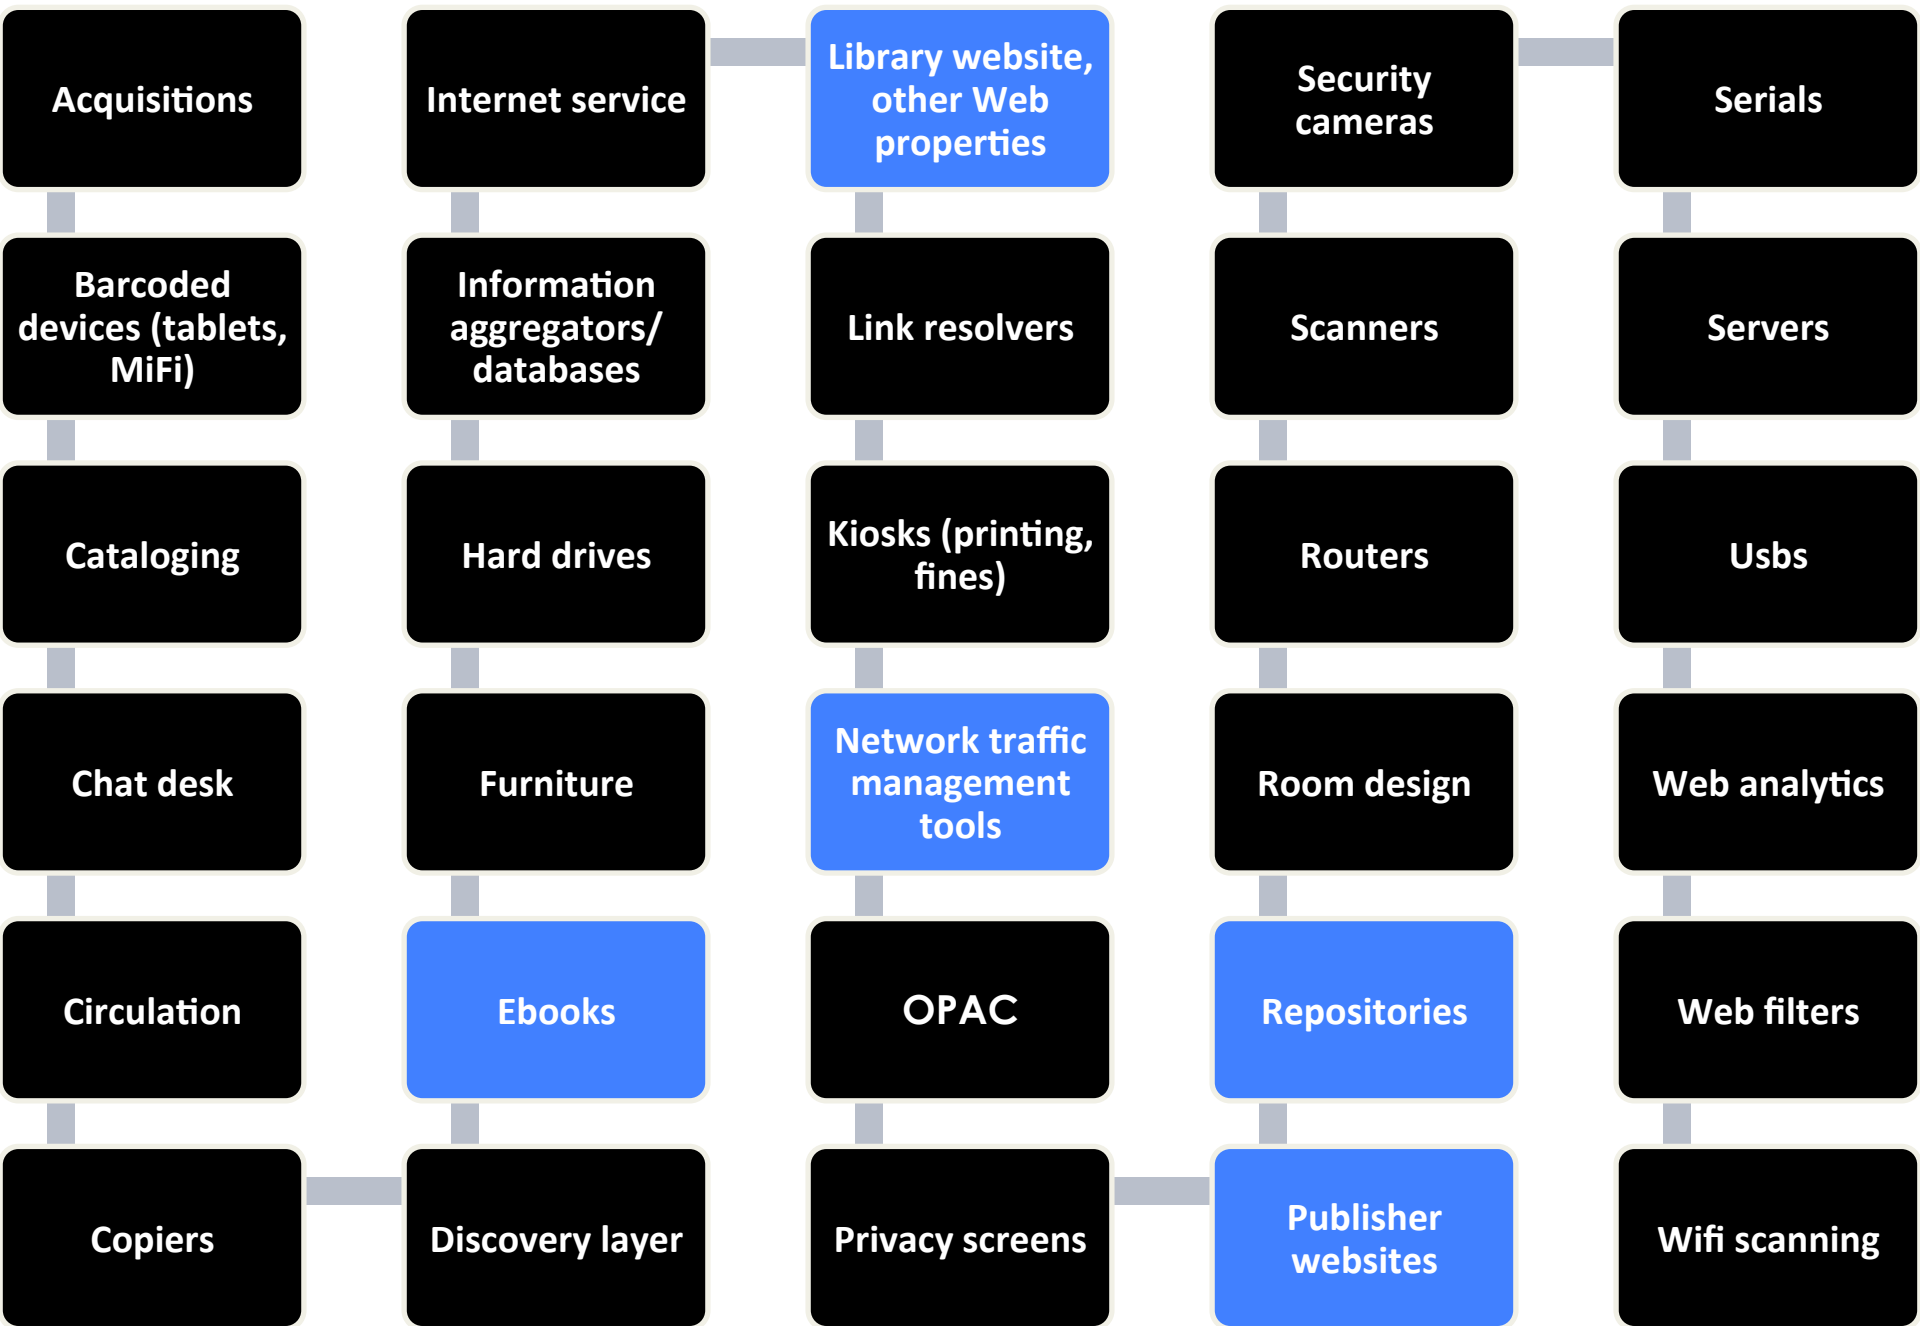 Acquisitions
Barcoded
devices (tablets,
MiFi)
Cataloging
Chat desk
Circulation
Copiers
Discovery layer
Ebooks
Furniture
Hard drives
Information
aggregators/
databases
Internet service
Library website,
other Web
properties
Link resolvers
Kiosks (printing,
fines)
Network traffic
management
tools
OPAC
Privacy screens
Publisher
websites
Repositories
Room design
Routers
Scanners
Security
cameras
Serials
Servers
Usbs
Web analytics
Web filters
Wifi scanning